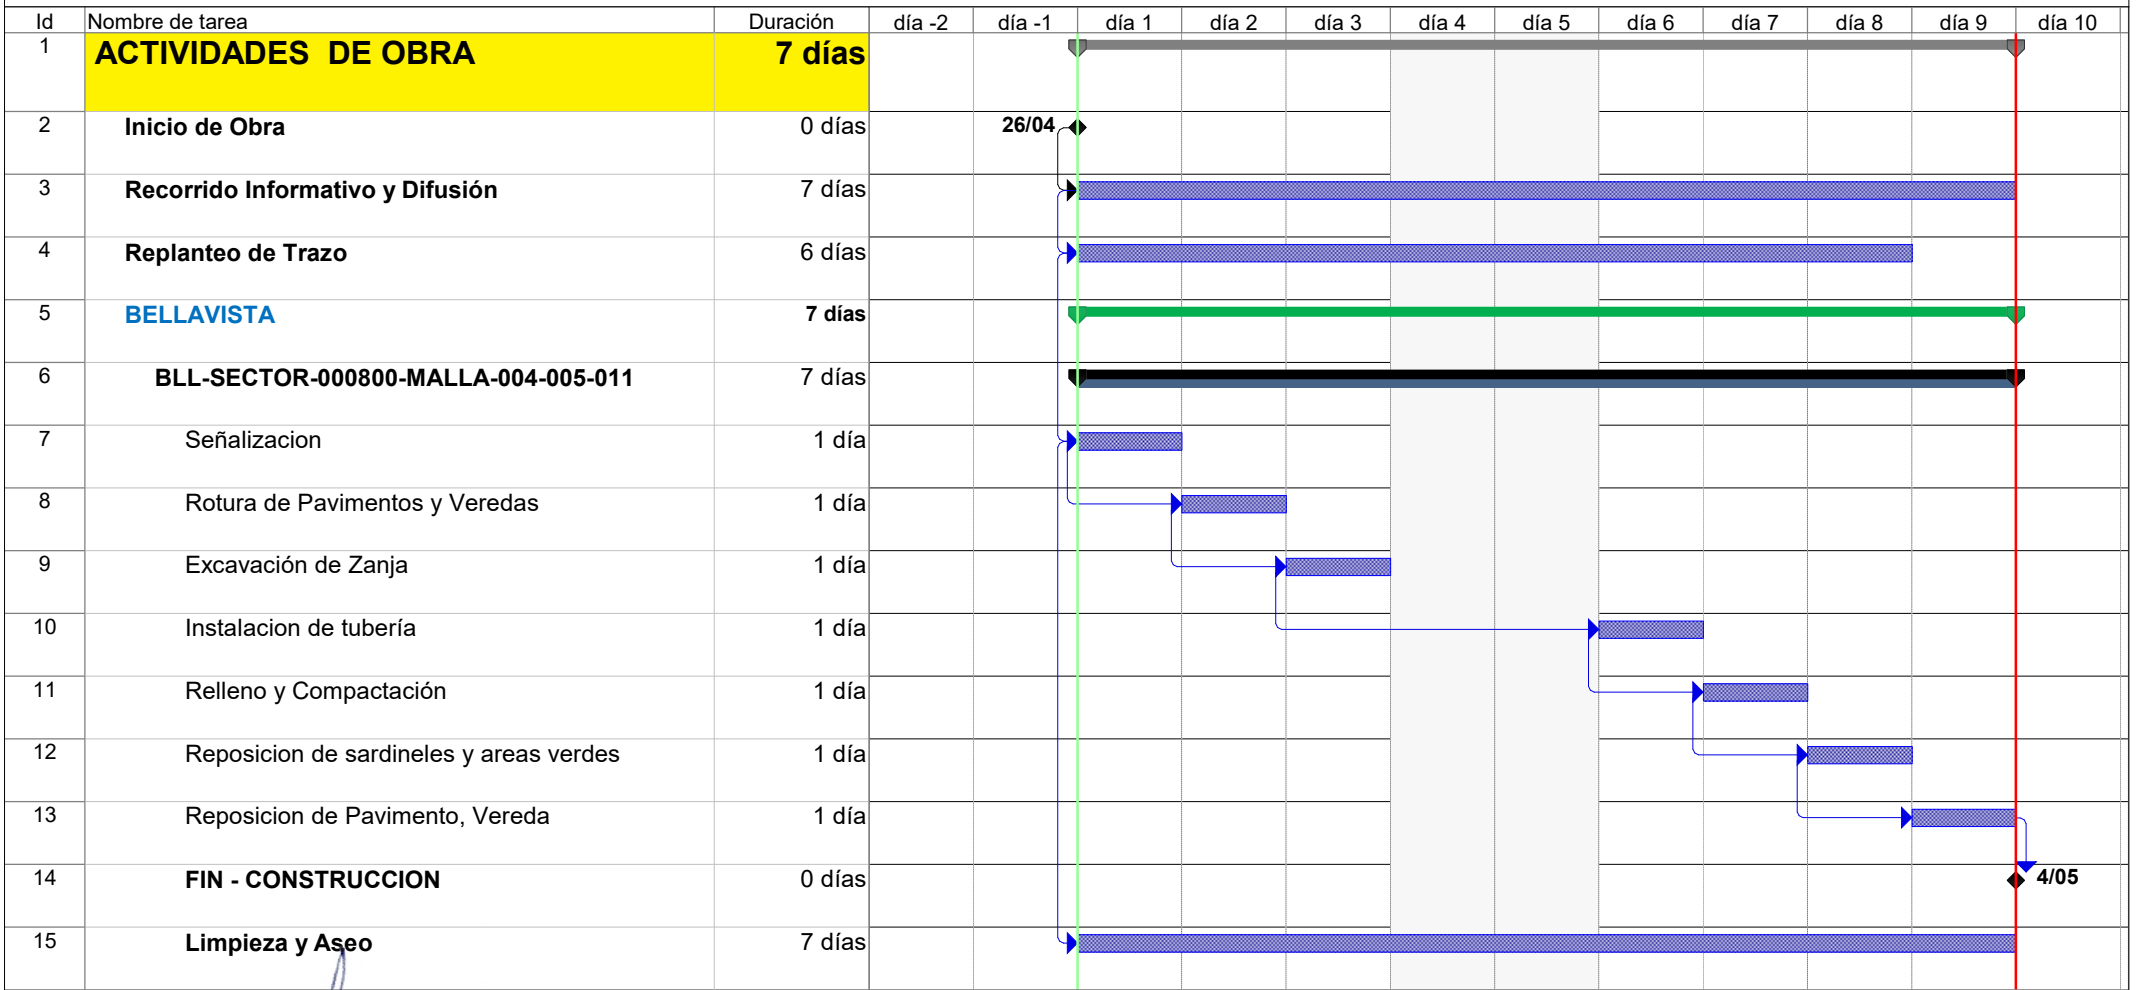 Id Nombre de tarea Duración día -2 día -1 día 1 día 2 día 3 día 4 día 5 día 6 día 7 día 8 día 9 día 10
1 ACTIVIDADES DE OBRA 7 días
2 Inicio de Obra 0 días 26/04
3 Recorrido Informativo y Difusión 7 días
4 Replanteo de Trazo 6 días
5 BELLAVISTA 7 días
6 BLL-SECTOR-000800-MALLA-004-005-011 7 días
7 Señalizacion 1 día
8 Rotura de Pavimentos y Veredas 1 día
9 Excavación de Zanja 1 día
10 Instalacion de tubería 1 día
11 Relleno y Compactación 1 día
12 Reposicion de sardineles y areas verdes 1 día
13 Reposicion de Pavimento, Vereda 1 día
14 FIN - CONSTRUCCION 0 días 4/05
15 Limpieza y Aseo 7 días